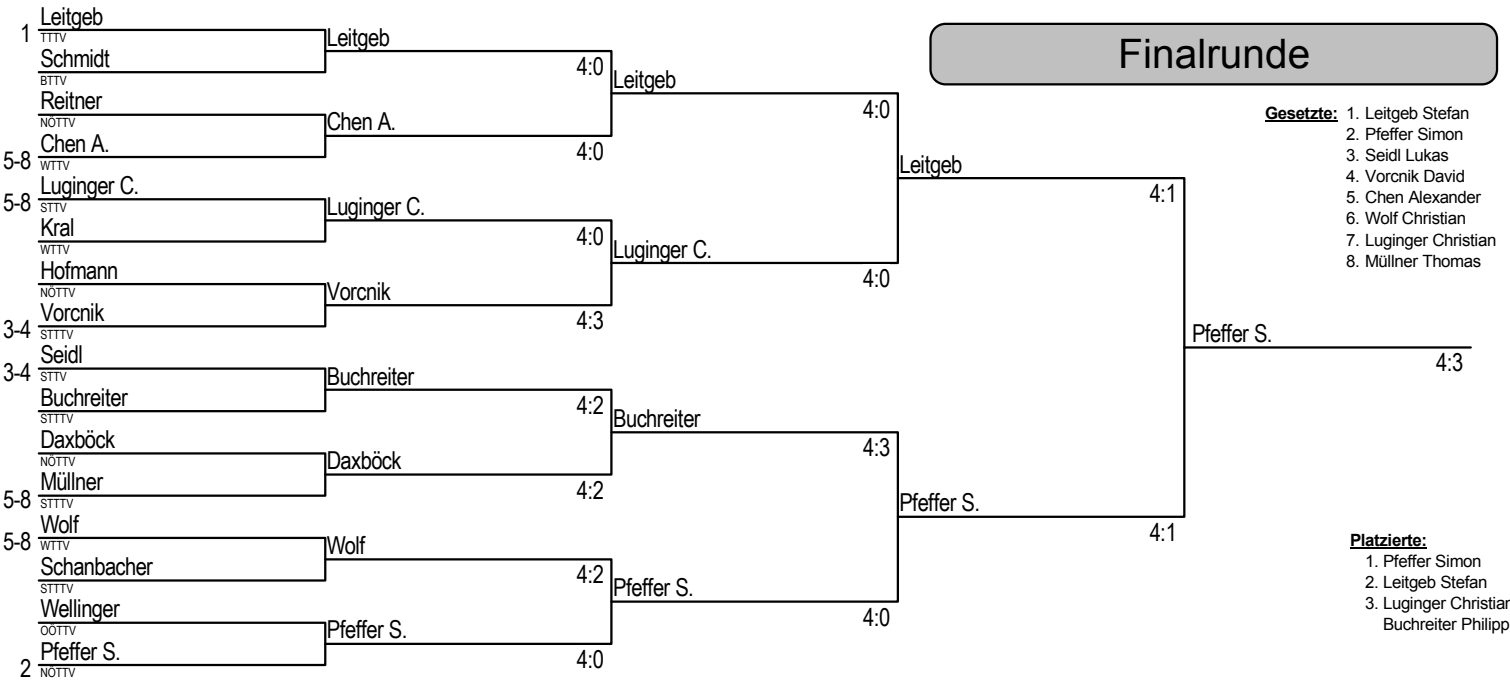 Finalrunde
1
Leitgeb
TTTV
Schmidt
BTTV
Reitner
NÖTTV
5-8
Chen A.
WTTV
5-8
Luginger C.
STTV
Kral
WTTV
Hofmann
NÖTTV
3-4
Vorcnik
STTTV
3-4
Seidl
STTV
Buchreiter
STTTV
Daxböck
NÖTTV
5-8
Müllner
STTTV
5-8
Wolf
WTTV
Schanbacher
STTTV
Wellinger
OÖTTV
2
Pfeffer S.
NÖTTV
Leitgeb
4:0
Chen A.
4:0
Luginger C.
4:0
Vorcnik
4:3
Buchreiter
4:2
Daxböck
4:2
Wolf
4:2
Pfeffer S.
4:0
Leitgeb
4:0
Luginger C.
4:0
Buchreiter
4:3
Pfeffer S.
4:0
Leitgeb
4:1
Pfeffer S.
4:1
Pfeffer S.
4:3
Gesetzte: 1. Leitgeb Stefan
2. Pfeffer Simon
3. Seidl Lukas
4. Vorcnik David
5. Chen Alexander
6. Wolf Christian
7. Luginger Christian
8. Müllner Thomas
Platzierte:
1. Pfeffer Simon
2. Leitgeb Stefan
3. Luginger Christian
Buchreiter Philipp